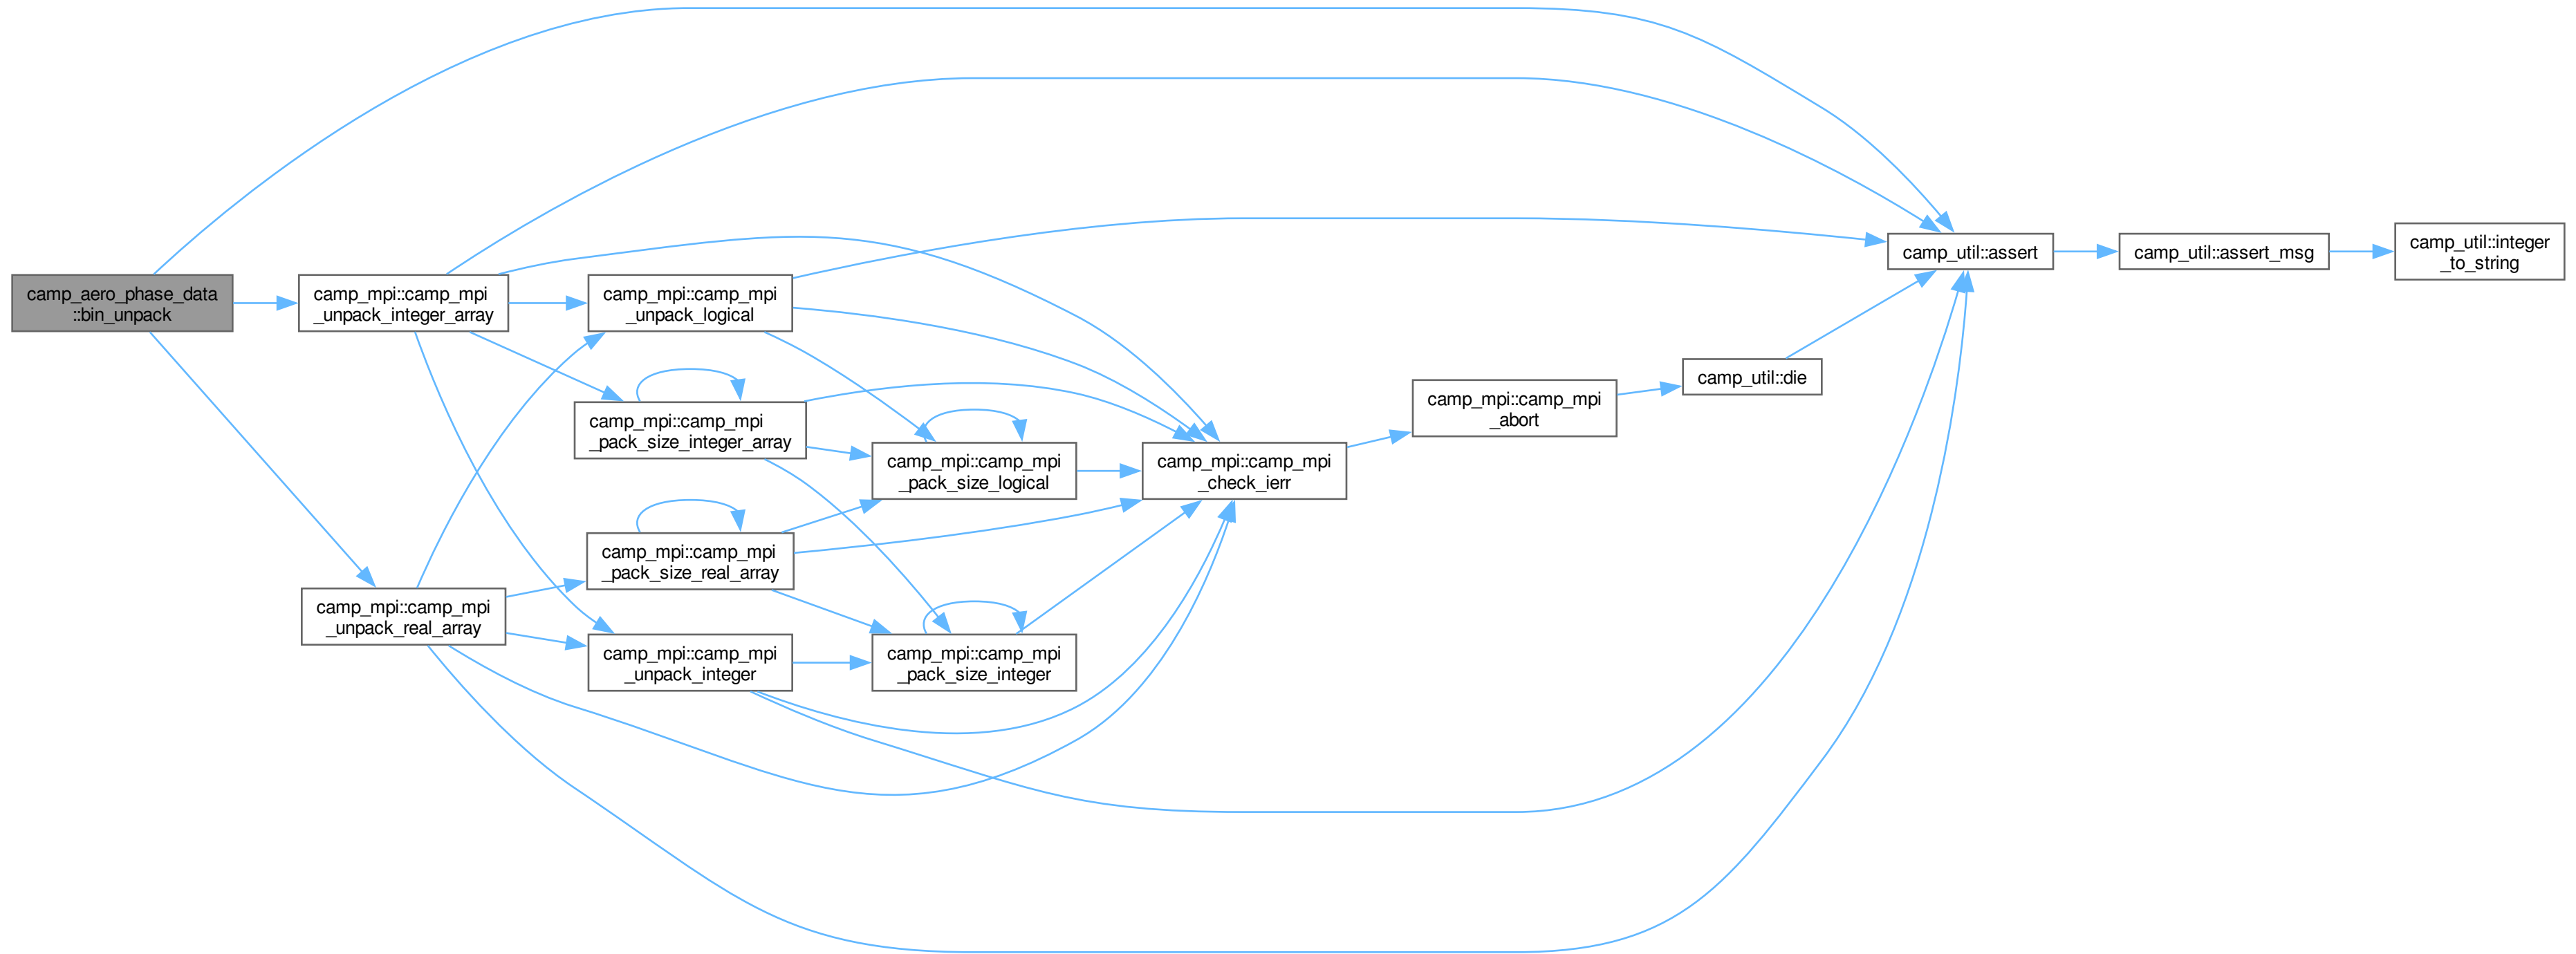 camp_aero_phase_data
::bin_unpack
camp_mpi::camp_mpi
_unpack_integer_array
camp_mpi::camp_mpi
_unpack_real_array
camp_mpi::camp_mpi
_unpack_logical
camp_mpi::camp_mpi
_pack_size_integer_array
camp_mpi::camp_mpi
_pack_size_real_array
camp_mpi::camp_mpi
_unpack_integer
camp_mpi::camp_mpi
_pack_size_logical
camp_mpi::camp_mpi
_pack_size_integer
camp_mpi::camp_mpi
_check_ierr
camp_mpi::camp_mpi
_abort
camp_util::die
camp_util::assert
camp_util::assert_msg
camp_util::integer
_to_string